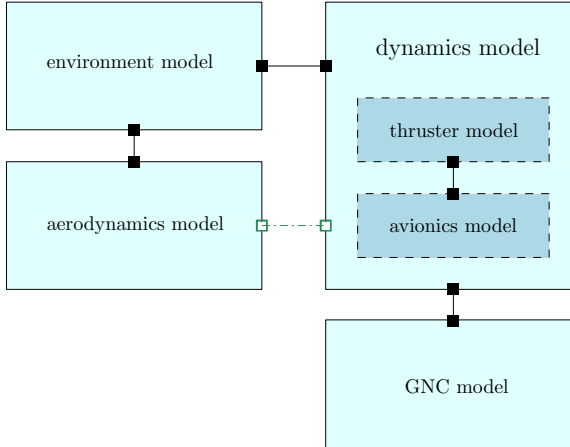 environment model
dynamics model
thruster model
aerodynamics model
avionics model
GNC model